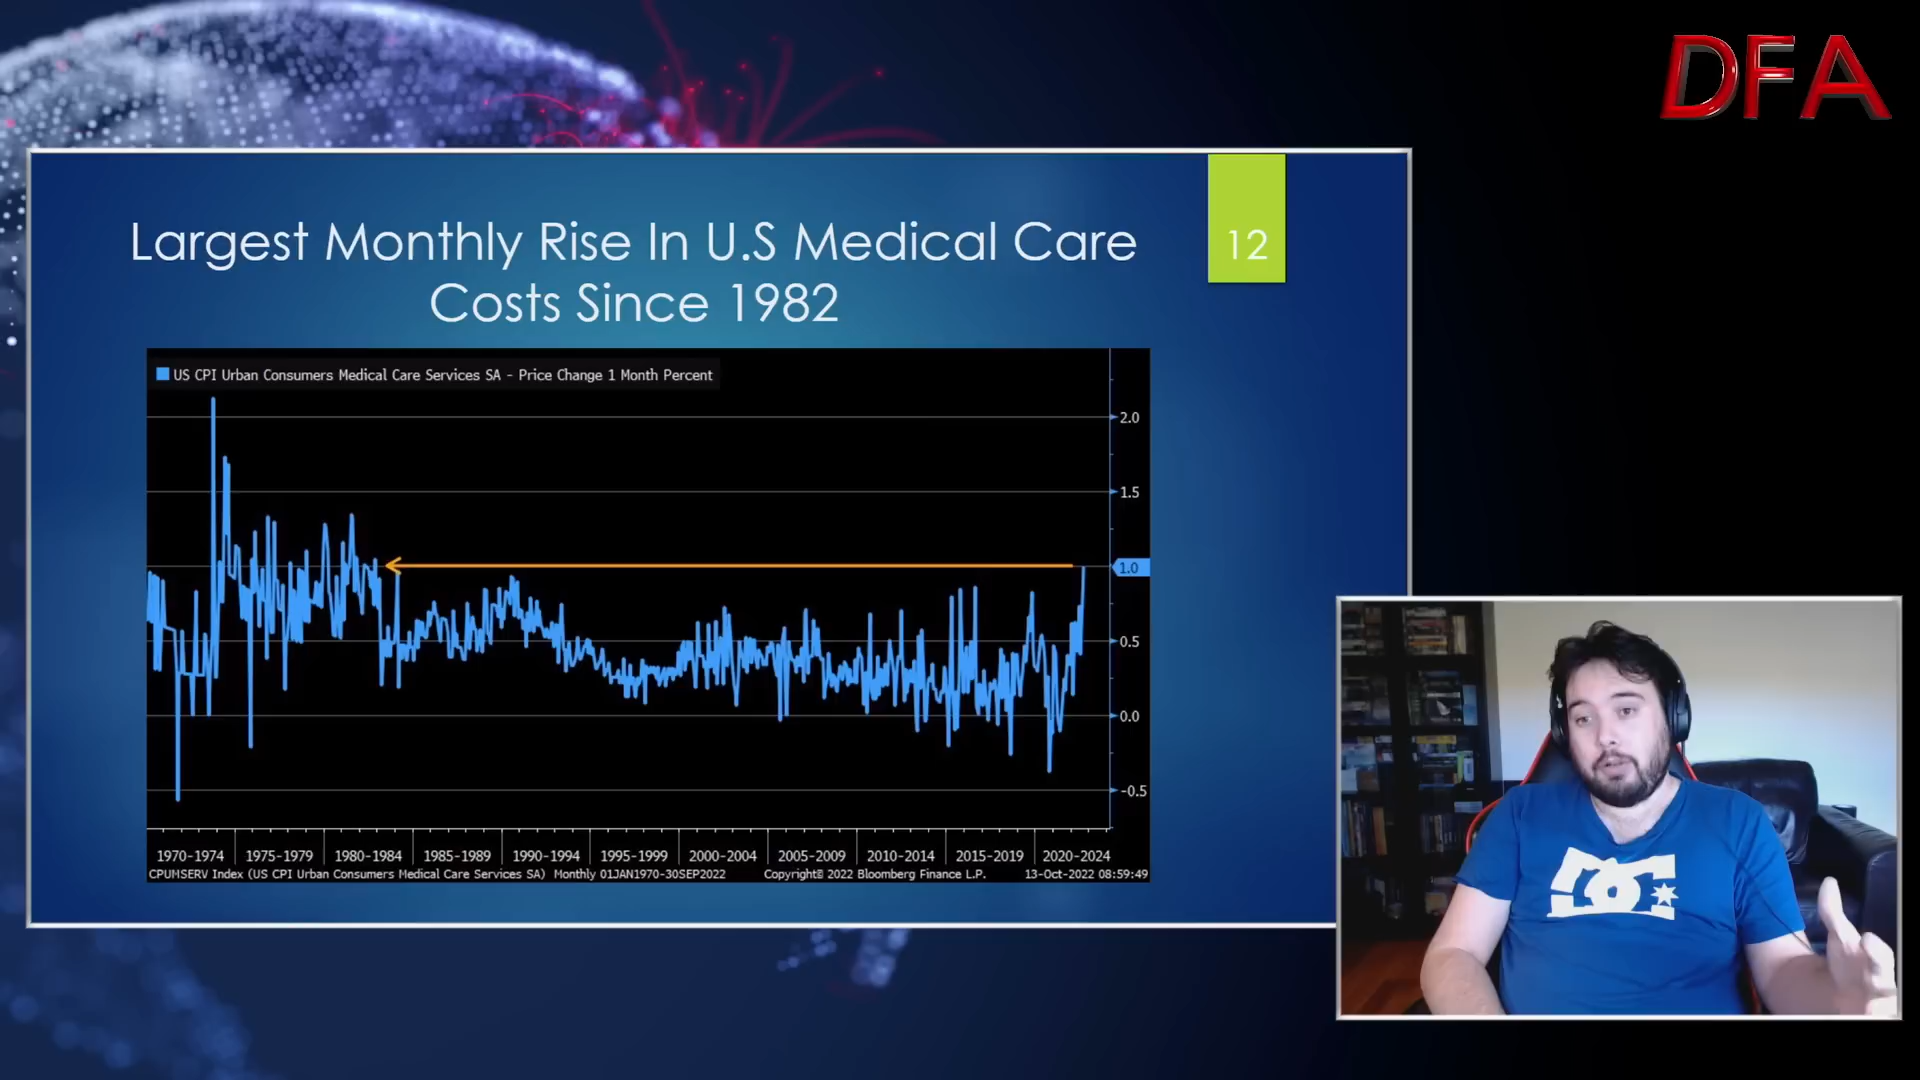 DFA
12
Largest Monthly Rise In U.S Medical Care
Costs Since 1982
US CPI Urban Consumers Medical Care Services SA - Price Change 1 Month Percent
2.0
1.5
1.0
0.5
0.0
-0.5
1970-1974 1975-1979 1980-1984 1985-1989 1990-1994 1995-1999 2000-2004 2005-2009 2010-2014 2015-2019 2020-2024
CPUMSERV Index (US CPI Urban Consumers Medical Care Services SA) Monthly 01JAN1970-30SEP2022 Copyright© 2022 Bloomberg Finance L.P. 13-Oct-2022 08:59:49
DC